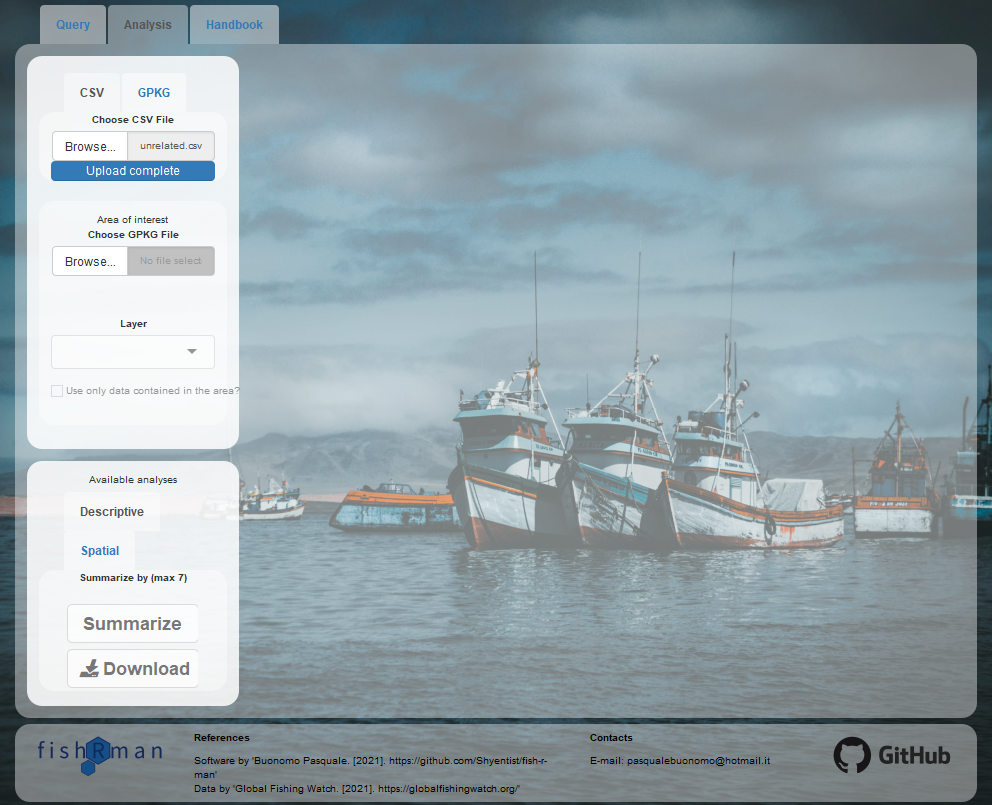 Query
Analysis
Handbook
CSV
GPKG
Choose CSV File
Browse...
unrelated.csv
Upload complete
Area of interest
Choose GPKG File
Browse...
No file select
Layer
Use only data contained in the area?
Available analyses
Descriptive
Spatial
Summarize by (max 7)
Summarize
Download
fishRman
References
Software by 'Buonomo Pasquale. [2021]. https://github.com/Shyentist/fish-r-
man'
Data by 'Global Fishing Watch. [2021]. https://globalfishingwatch.org/'
Contacts
E-mail: pasqualebuonomo@hotmail.it
GitHub